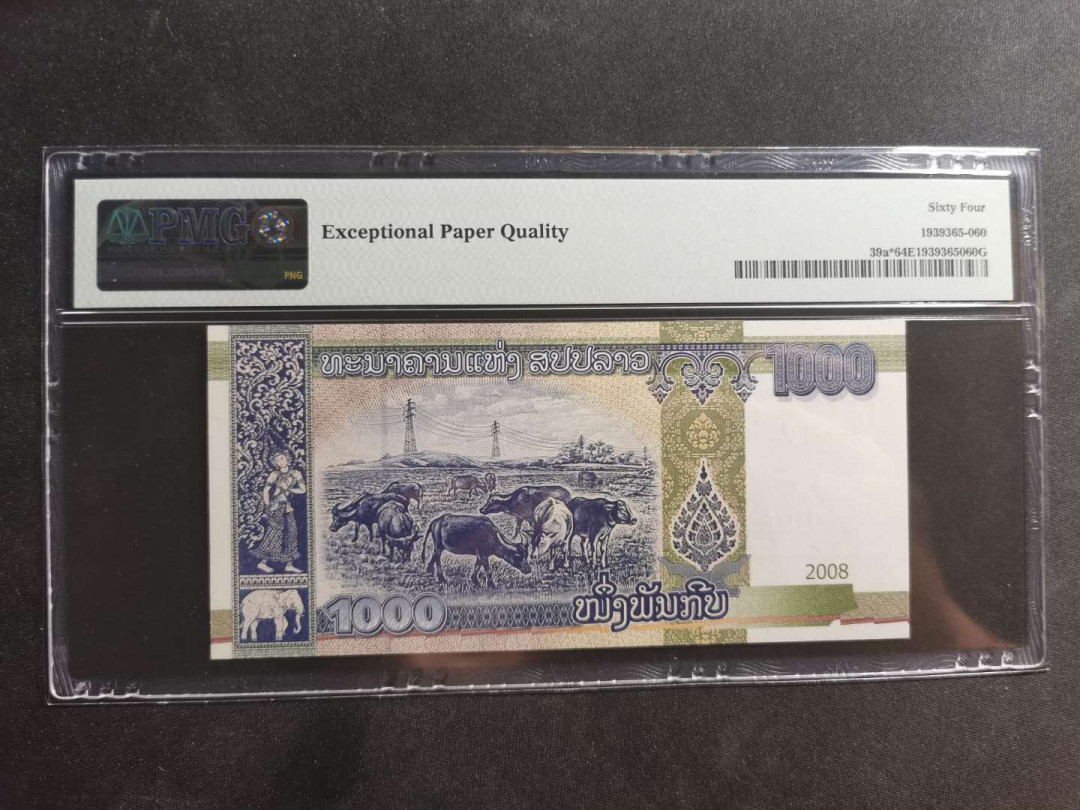 PMG
PNG
Exceptional Paper Quality
Sixty Four
1939365-060
39a*64E1939365060G
ທະນາຄານແຫ່ງ ສປປລາວ
1000
2008
1000
ໜຶ່ງພັນກີບ